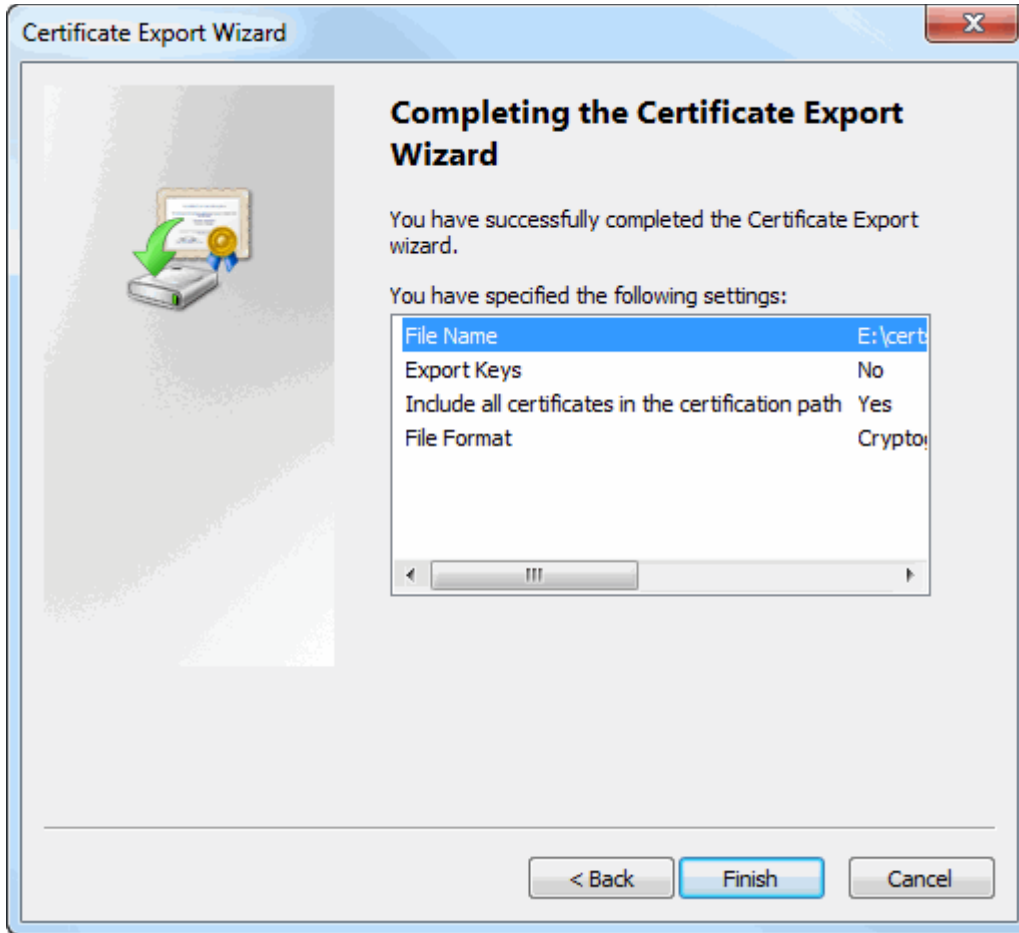 Certificate Export Wizard
Completing the Certificate Export
Wizard
You have successfully completed the Certificate Export
wizard.
You have specified the following settings:
File Name E:\certs
Export Keys No
Include all certificates in the certification path Yes
File Format Cryptog
< Back Finish Cancel